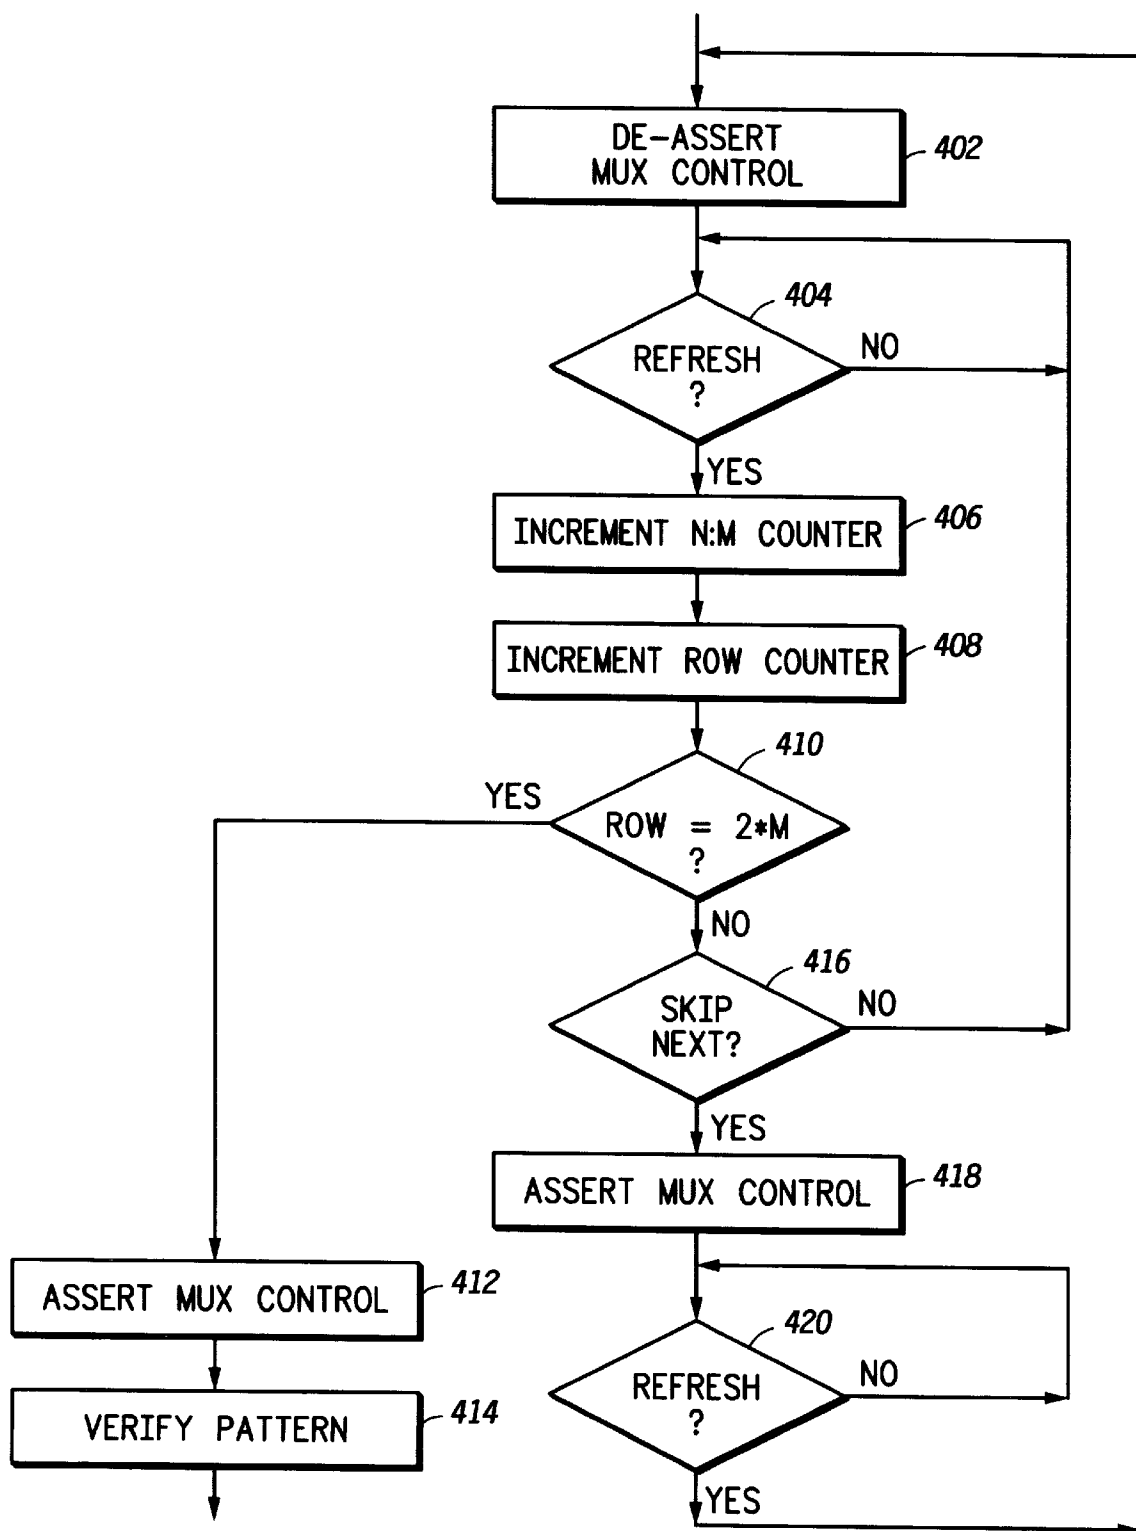 DE-ASSERT
MUX CONTROL
402
404
REFRESH
?
NO
YES
INCREMENT N:M COUNTER
406
INCREMENT ROW COUNTER
408
410
YES
ROW = 2*M
?
NO
416
SKIP
NEXT?
NO
YES
ASSERT MUX CONTROL
418
ASSERT MUX CONTROL
412
420
REFRESH
?
NO
VERIFY PATTERN
414
YES